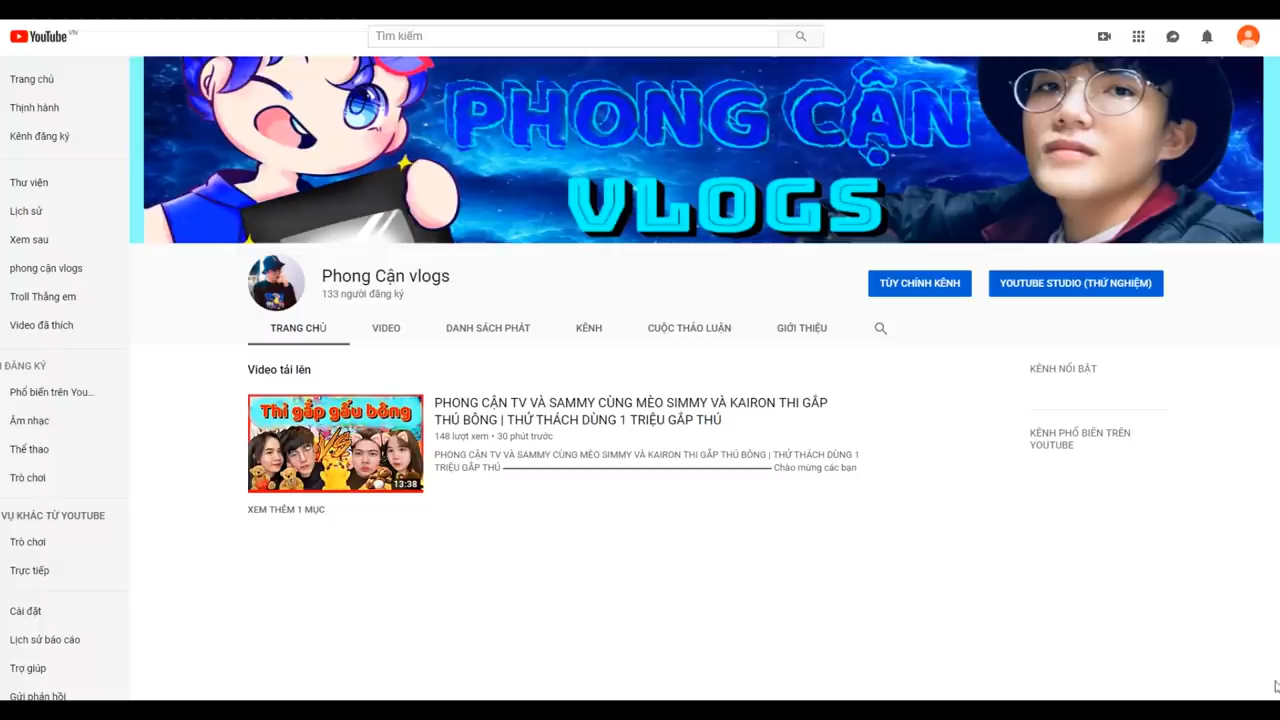 YouTube VN
Tìm kiếm
Trang chủ
Thịnh hành
Kênh đăng ký
Thư viện
Lịch sử
Xem sau
phong cận vlogs
Troll Thằng em
Video đã thích
I ĐĂNG KÝ
Phổ biến trên You...
Âm nhạc
Thể thao
Trò chơi
VỤ KHÁC TỪ YOUTUBE
Trò chơi
Trực tiếp
Cài đặt
Lịch sử báo cáo
Trợ giúp
Gửi phản hồi
PHONG CẬN
VLOGS
Phong Cận vlogs
133 người đăng ký
TÙY CHỈNH KÊNH
YOUTUBE STUDIO (THỬ NGHIỆM)
TRANG CHỦ
VIDEO
DANH SÁCH PHÁT
KÊNH
CUỘC THẢO LUẬN
GIỚI THIỆU
Video tải lên
Thi gắp gấu bông
VS
13:38
PHONG CẬN TV VÀ SAMMY CÙNG MÈO SIMMY VÀ KAIRON THI GẮP
THÚ BÔNG | THỬ THÁCH DÙNG 1 TRIỆU GẮP THÚ
148 lượt xem • 30 phút trước
PHONG CẬN TV VÀ SAMMY CÙNG MÈO SIMMY VÀ KAIRON THI GẮP THÚ BÔNG | THỬ THÁCH DÙNG 1
TRIỆU GẮP THÚ ━━━━━━━━━━━━━━━━━━━━ Chào mừng các bạn
XEM THÊM 1 MỤC
KÊNH NỔI BẬT
KÊNH PHỔ BIẾN TRÊN
YOUTUBE